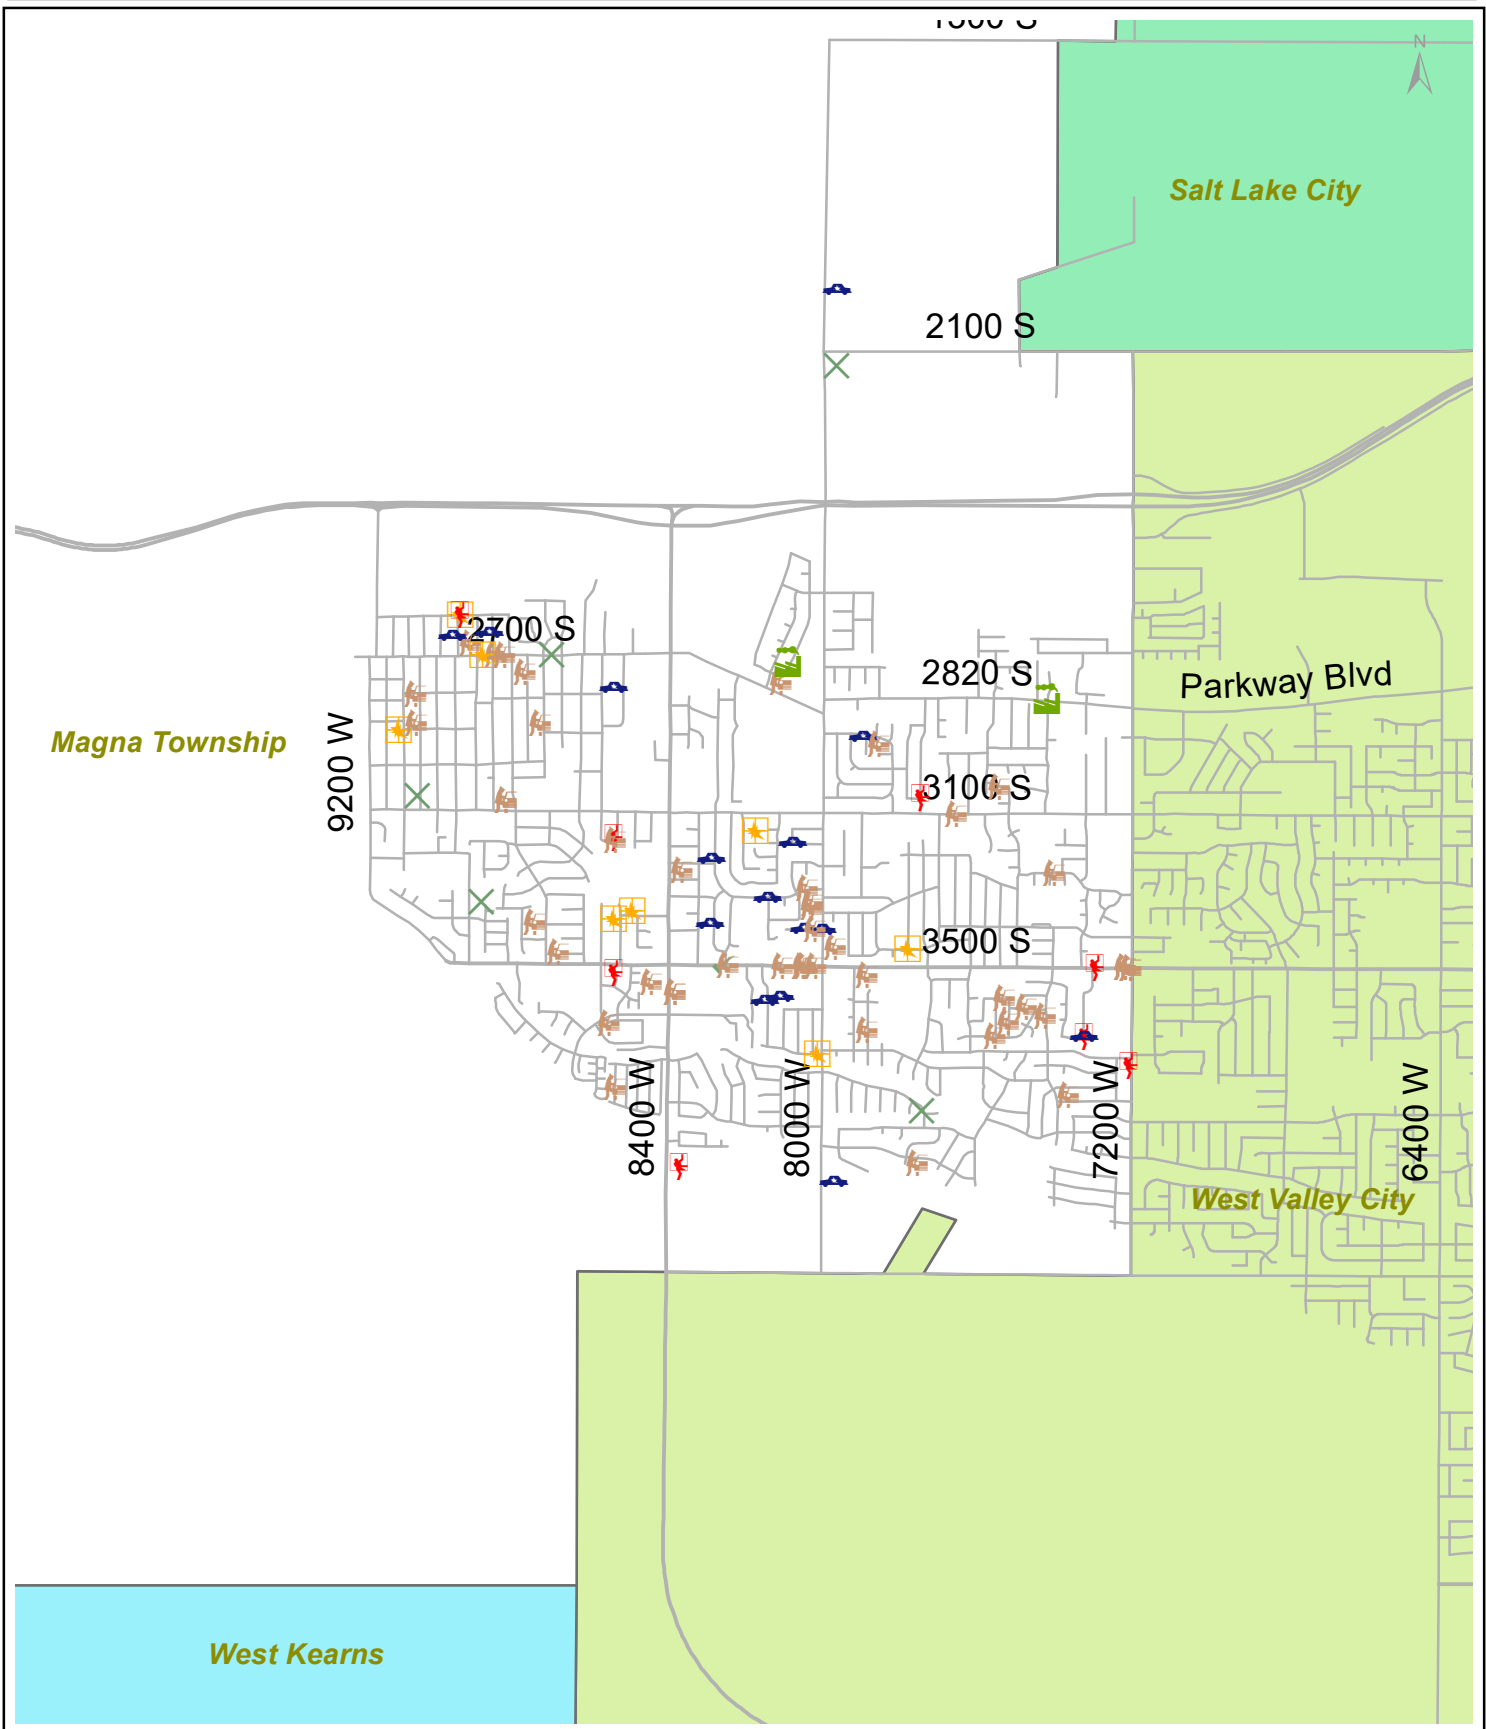 N
Salt Lake City
2100 S
2700 S
2820 S
Parkway Blvd
Magna Township
9200 W
3100 S
3500 S
8400 W
8000 W
7200 W
6400 W
West Valley City
West Kearns